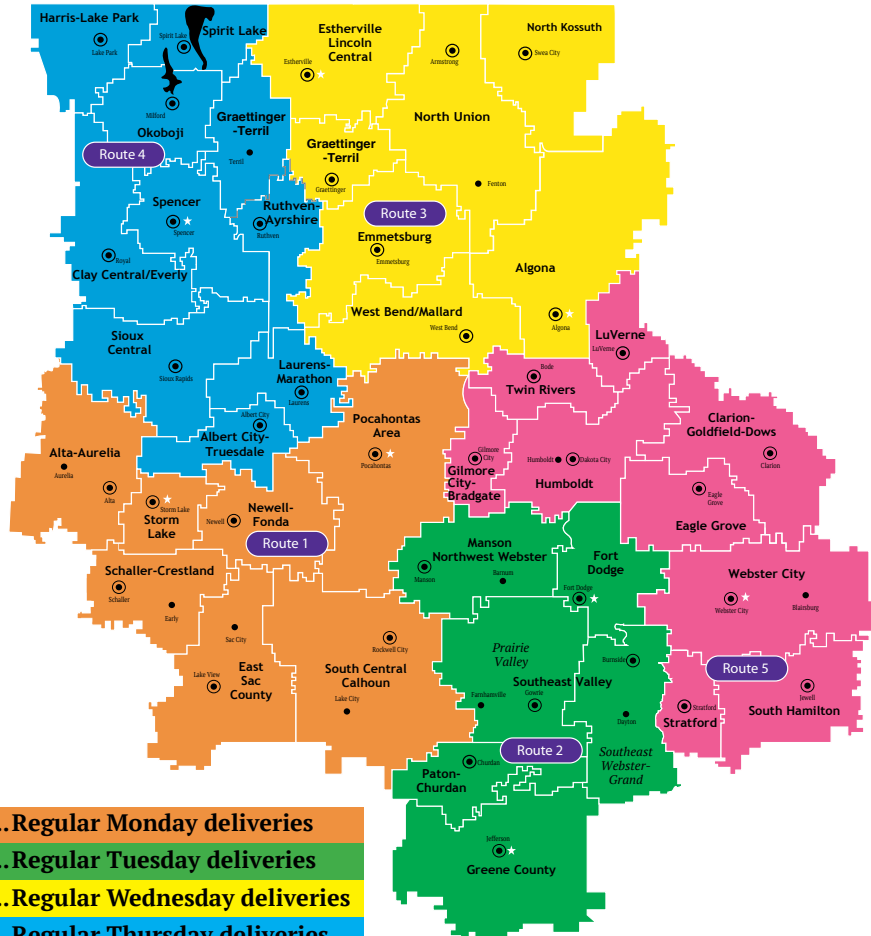 Harris-Lake Park
Lake Park
Spirit Lake
Spirit Lake
Estherville
Lincoln
Central
Estherville
Armstrong
North Kossuth
Swea City
Milford
Okoboji
Graettinger
-Terril
Terril
North Union
Route 4
Graettinger
-Terril
Graettinger
Fenton
Spencer
Spencer
Ruthven-
Ayrshire
Ruthven
Route 3
Emmetsburg
Emmetsburg
Royal
Clay Central/Everly
Algona
Algona
West Bend/Mallard
West Bend
LuVerne
LuVerne
Sioux
Central
Sioux Rapids
Laurens-
Marathon
Laurens
Bode
Twin Rivers
Albert City
Albert City-
Truesdale
Pocahontas
Area
Pocahontas
Clarion-
Goldfield-Dows
Clarion
Alta-Aurelia
Aurelia
Alta
Gilmore
City
Gilmore
City-
Bradgate
Humboldt
Dakota City
Humboldt
Storm Lake
Storm
Lake
Newell
Newell-
Fonda
Eagle
Grove
Eagle Grove
Route 1
Manson
Northwest Webster
Manson
Barnum
Fort
Dodge
Fort Dodge
Schaller-Crestland
Schaller
Early
Webster City
Webster City
Blairsburg
Sac City
Rockwell City
Prairie
Valley
Burnside
Lake View
East
Sac
County
South Central
Calhoun
Lake City
Southeast Valley
Farnhamville
Gowrie
Dayton
Route 5
Stratford
Stratford
Jewell
South Hamilton
Route 2
Southeast
Webster-
Grand
Churdan
Paton-
Churdan
Jefferson
Greene County
..Regular Monday deliveries
..Regular Tuesday deliveries
..Regular Wednesday deliveries
Regular Thursday deliveries